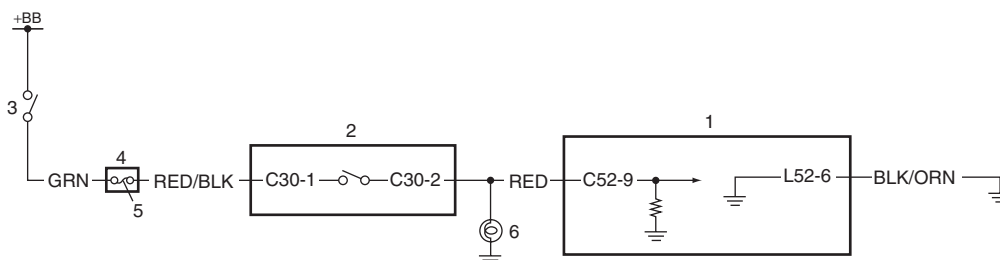 +BB
3
4
5
GRN
RED/BLK
2
C30-1
C30-2
6
RED
1
C52-9
L52-6
BLK/ORN